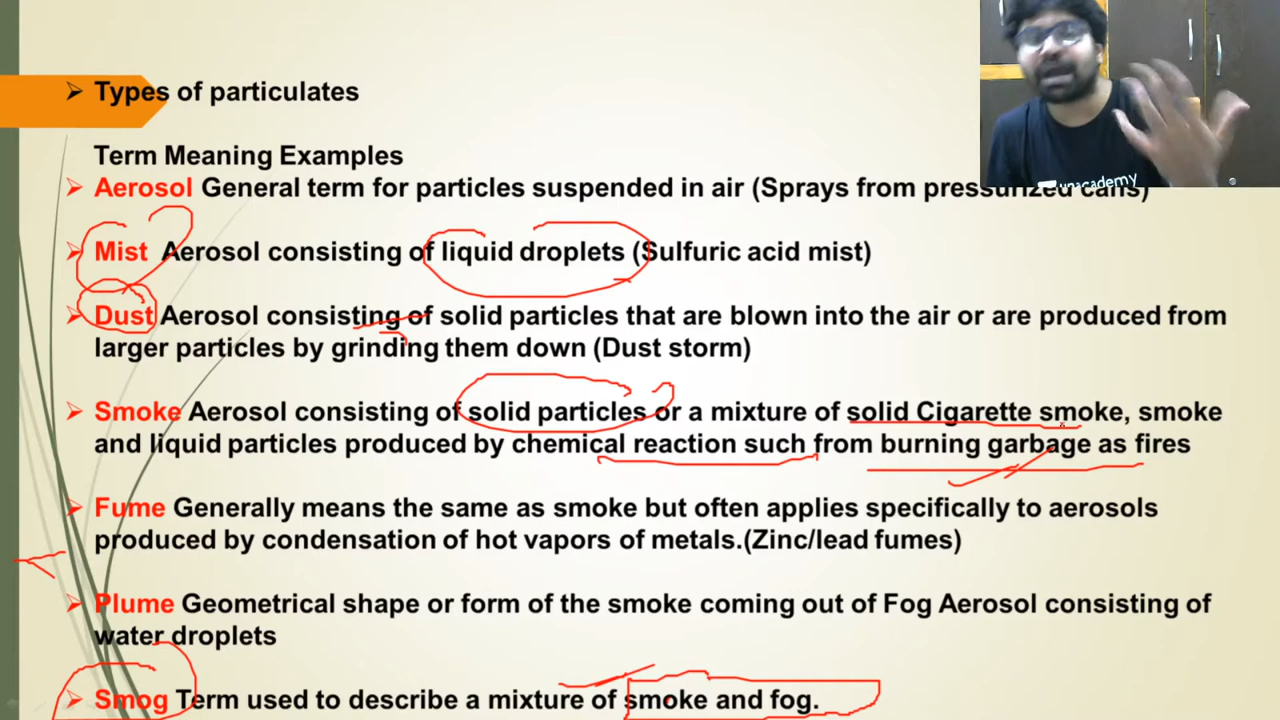 Types of particulates
Term Meaning Examples
Aerosol General term for particles suspended in air (Sprays from pressurized cans)
Mist Aerosol consisting of liquid droplets (Sulfuric acid mist)
Dust Aerosol consisting of solid particles that are blown into the air or are produced from
larger particles by grinding them down (Dust storm)
Smoke Aerosol consisting of solid particles or a mixture of solid Cigarette smoke, smoke
and liquid particles produced by chemical reaction such from burning garbage as fires
Fume Generally means the same as smoke but often applies specifically to aerosols
produced by condensation of hot vapors of metals.(Zinc/lead fumes)
Plume Geometrical shape or form of the smoke coming out of Fog Aerosol consisting of
water droplets
Smog Term used to describe a mixture of smoke and fog.
unacademy